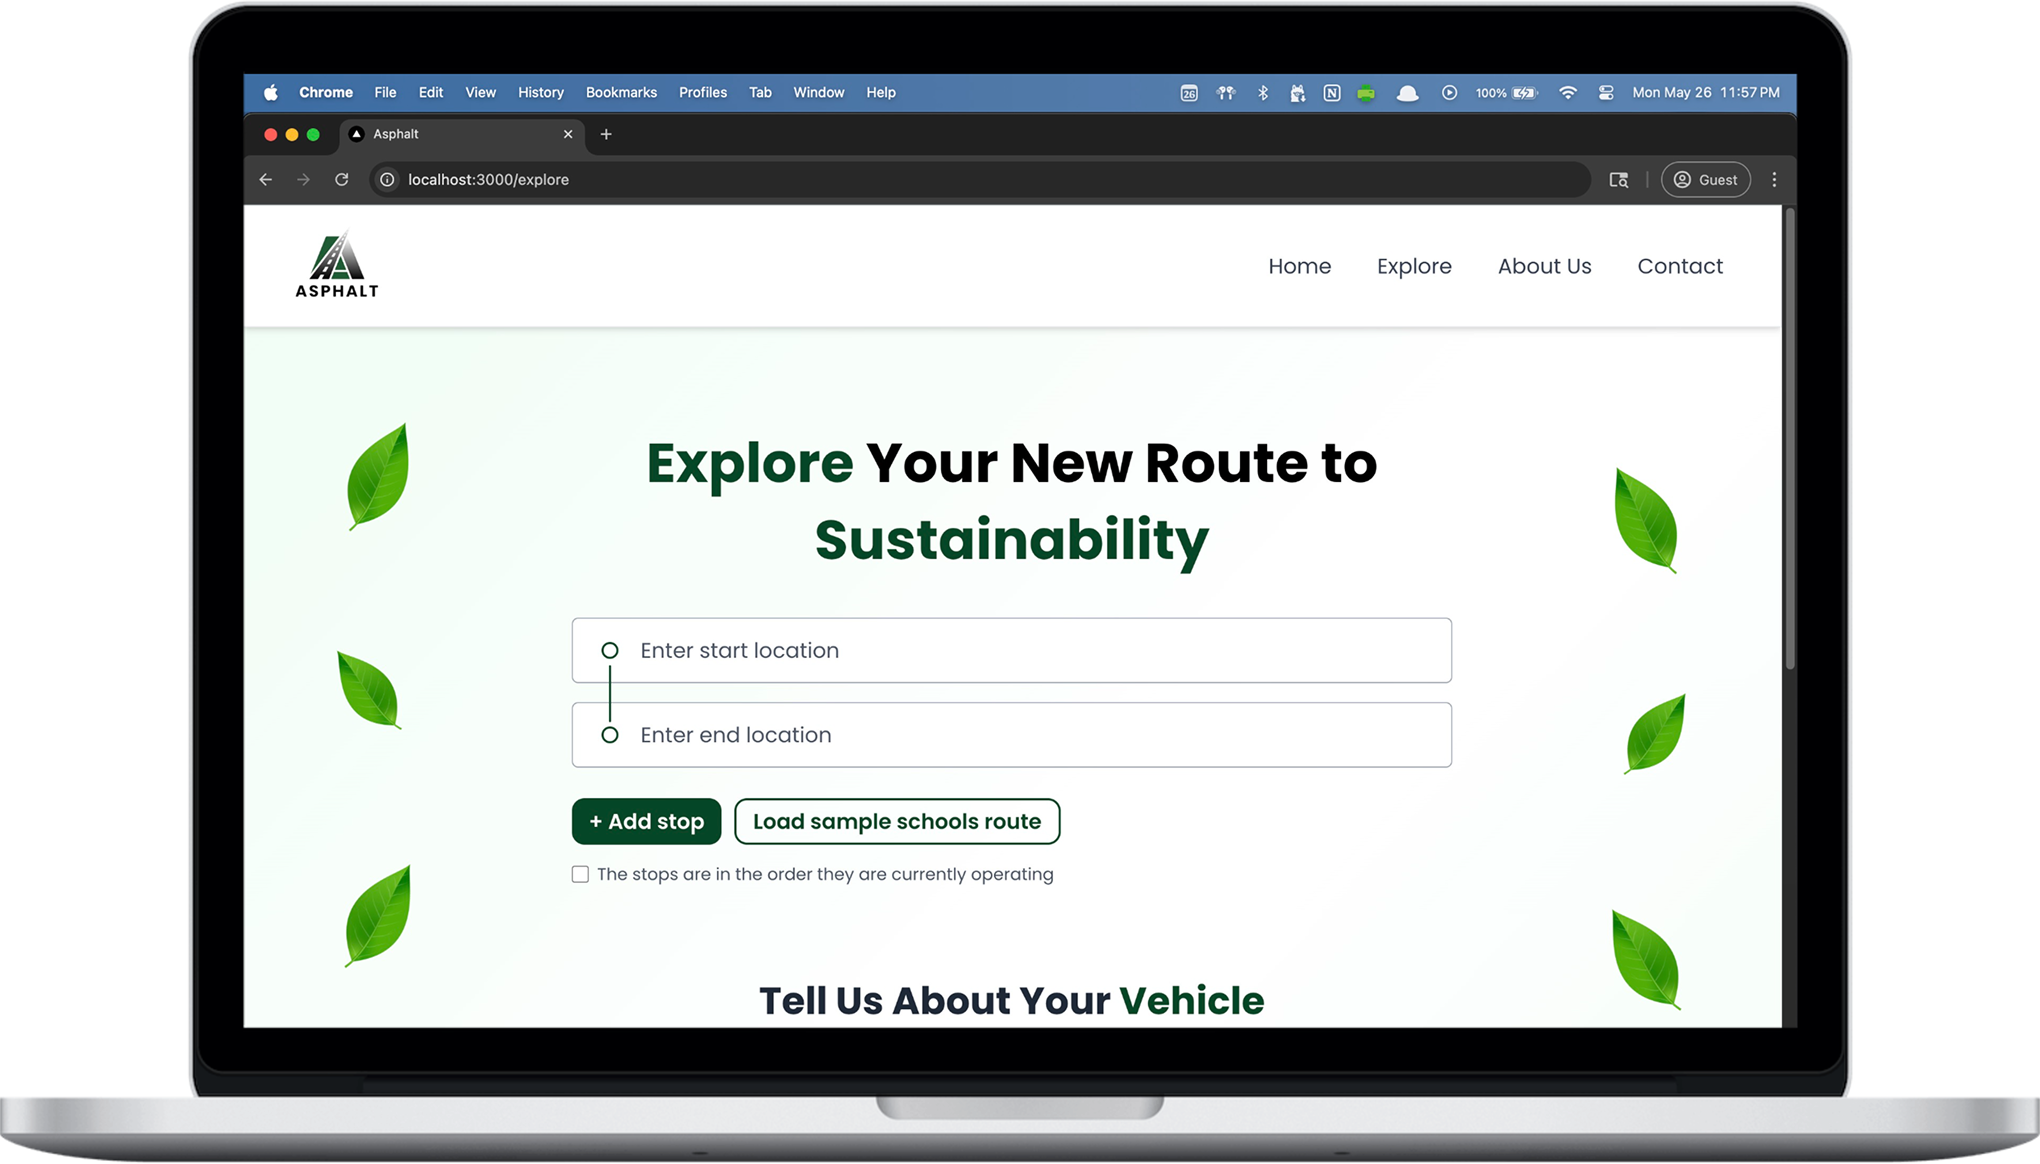 Chrome File Edit View History Bookmarks Profiles Tab Window Help 26 N 100% Mon May 26 11:57 PM
Asphalt
localhost:3000/explore Guest
ASPHALT
Home Explore About Us Contact
Explore Your New Route to
Sustainability
Enter start location
Enter end location
+ Add stop Load sample schools route
The stops are in the order they are currently operating
Tell Us About Your Vehicle